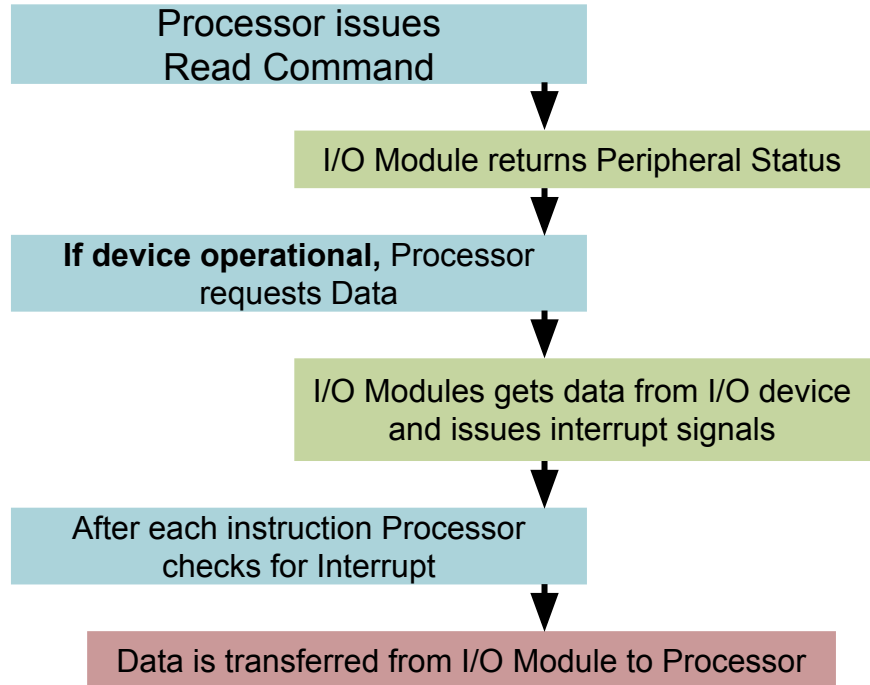 Processor issues
Read Command
I/O Module returns Peripheral Status
If device operational, Processor
requests Data
I/O Modules gets data from I/O device
and issues interrupt signals
After each instruction Processor
checks for Interrupt
Data is transferred from I/O Module to Processor